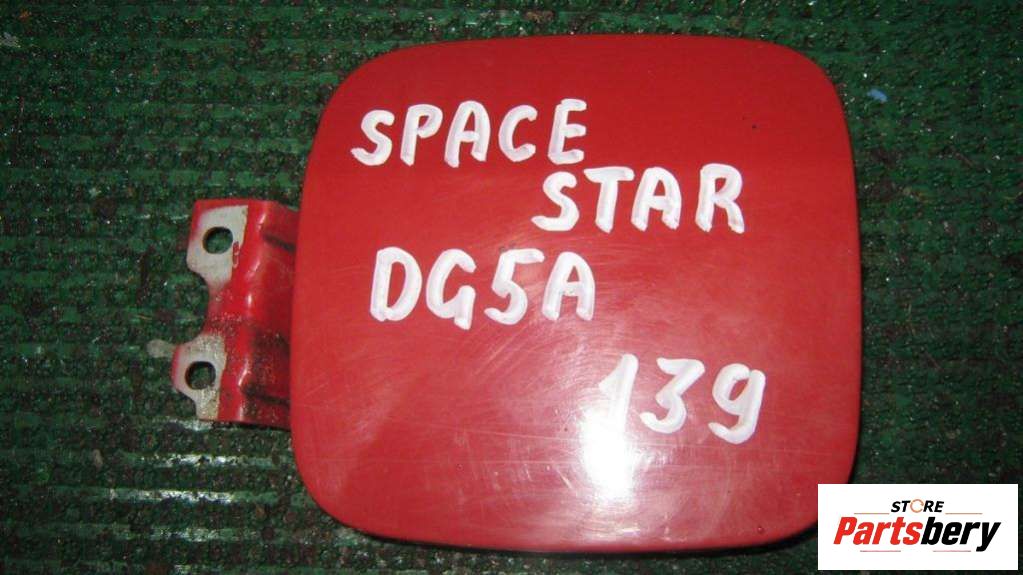 SPACE
STAR
DG5A
139
STORE
Partsbery